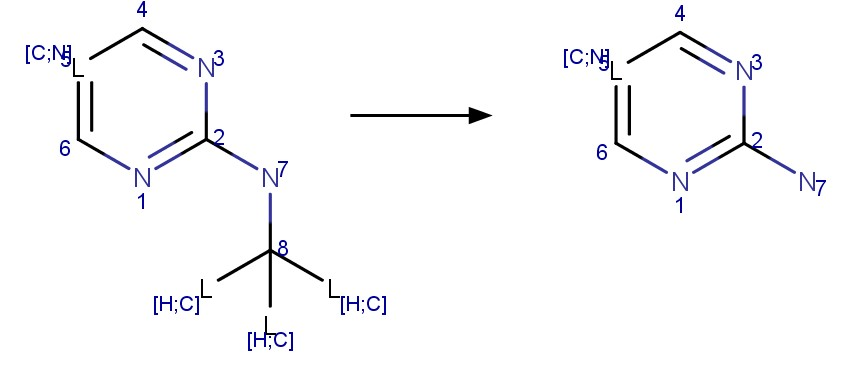 4 4
[C;N] 5 L N 3 [C;N] 5 L N 3
6 2 6 2
N 7 N N 7
1 1
N
8
[H;C] L L [H;C]
L
[H;C]